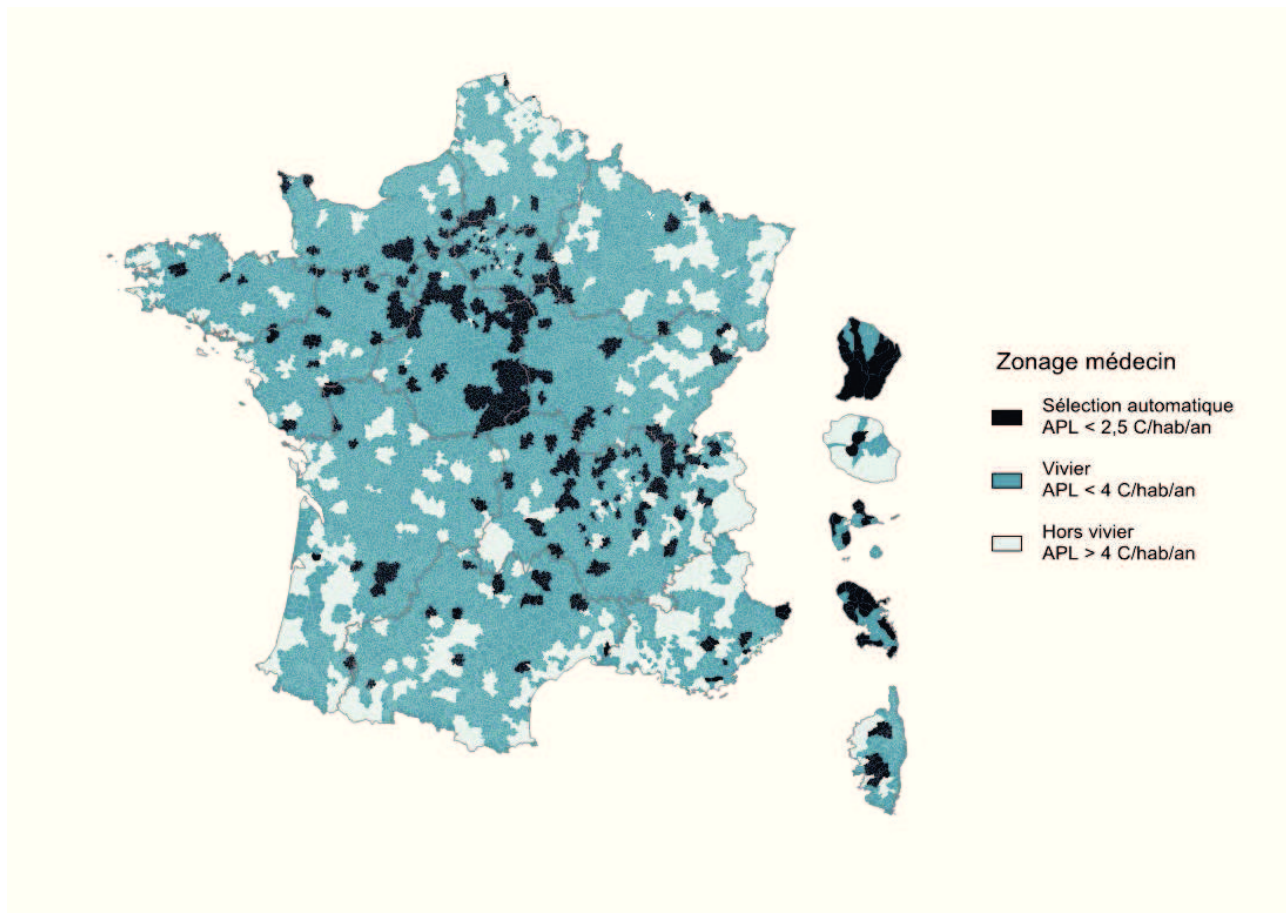 Zonage médecin
Sélection automatique
APL < 2,5 C/hab/an
Vivier
APL < 4 C/hab/an
Hors vivier
APL > 4 C/hab/an